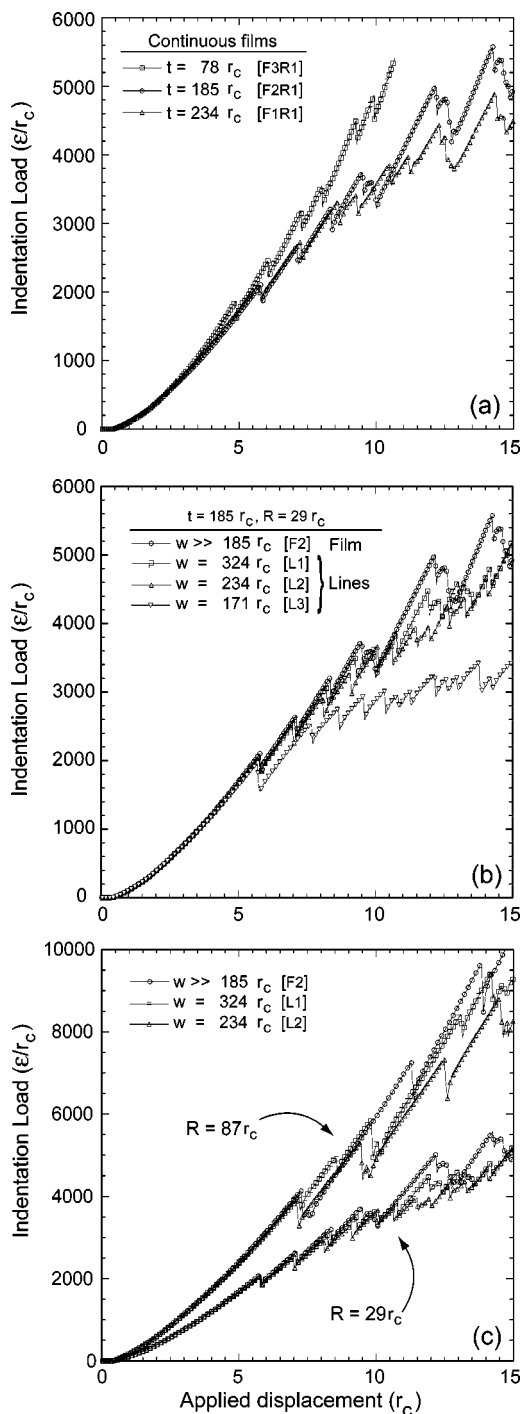 (a)
Continuous films
t = 78 r_c [F3R1]
t = 185 r_c [F2R1]
t = 234 r_c [F1R1]
Indentation Load (ε/r_c)
6000
5000
4000
3000
2000
1000
0
0 5 10 15
(b)
t = 185 r_c, R = 29 r_c
w >> 185 r_c [F2] Film
w = 324 r_c [L1]
w = 234 r_c [L2] Lines
w = 171 r_c [L3]
Indentation Load (ε/r_c)
6000
5000
4000
3000
2000
1000
0
0 5 10 15
(c)
w >> 185 r_c [F2]
w = 324 r_c [L1]
w = 234 r_c [L2]
R = 87r_c
R = 29r_c
Indentation Load (ε/r_c)
10000
8000
6000
4000
2000
0
0 5 10 15
Applied displacement (r_c)